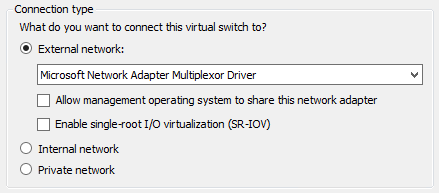 Connection type
What do you want to connect this virtual switch to?
External network:
Microsoft Network Adapter Multiplexor Driver
Allow management operating system to share this network adapter
Enable single-root I/O virtualization (SR-IOV)
Internal network
Private network